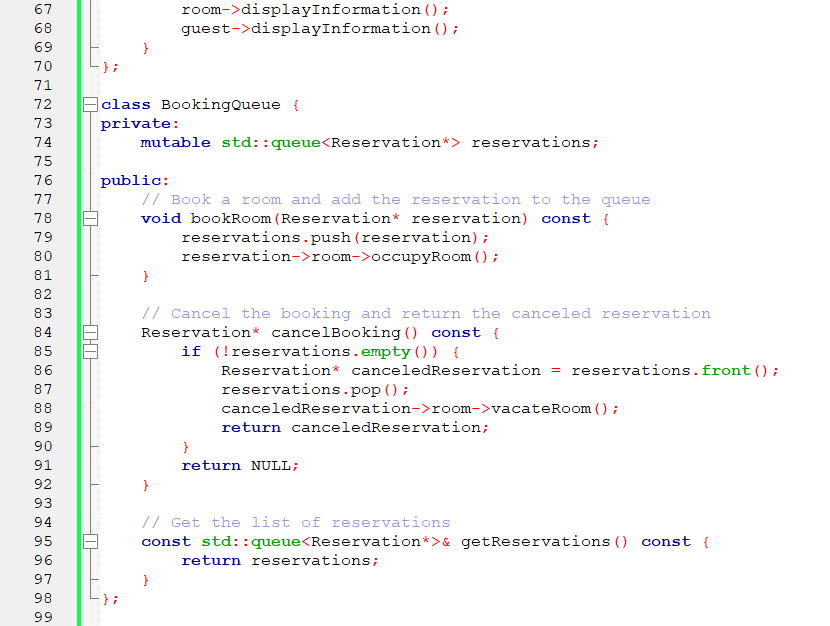 67 room->displayInformation();
68 guest->displayInformation();
69 }
70 };
71
72 class BookingQueue {
73 private:
74 mutable std::queue<Reservation*> reservations;
75
76 public:
77 // Book a room and add the reservation to the queue
78 void bookRoom(Reservation* reservation) const {
79 reservations.push(reservation);
80 reservation->room->occupyRoom();
81 }
82
83 // Cancel the booking and return the canceled reservation
84 Reservation* cancelBooking() const {
85 if (!reservations.empty()) {
86 Reservation* canceledReservation = reservations.front();
87 reservations.pop();
88 canceledReservation->room->vacateRoom();
89 return canceledReservation;
90 }
91 return NULL;
92 }
93
94 // Get the list of reservations
95 const std::queue<Reservation*>& getReservations() const {
96 return reservations;
97 }
98 };
99